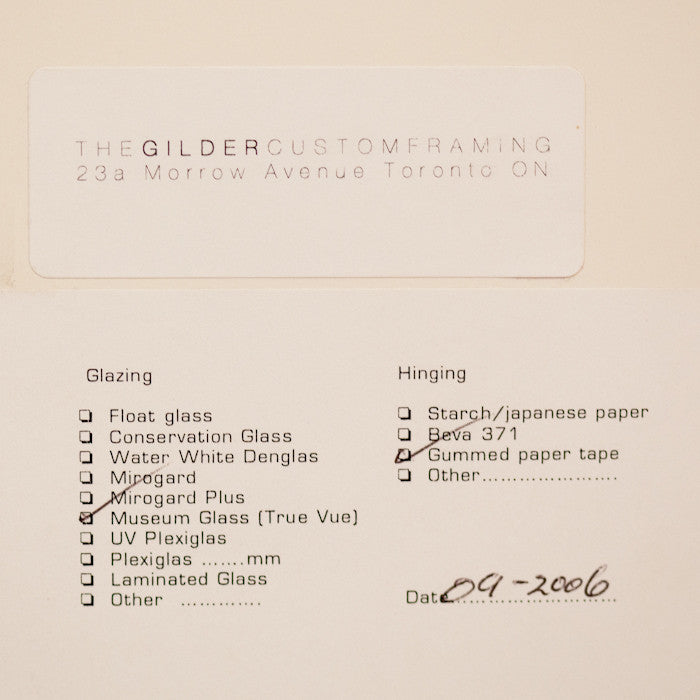 THEGILDERCUSTOMFRAMING
23a Morrow Avenue Toronto ON
Glazing
Float glass
Conservation Glass
Water White Denglas
Mirogard
Mirogard Plus
Museum Glass (True Vue)
UV Plexiglas
Plexiglas .......mm
Laminated Glass
Other .............
Hinging
Starch/japanese paper
Beva 371
Gummed paper tape
Other......................
Date 09-2006